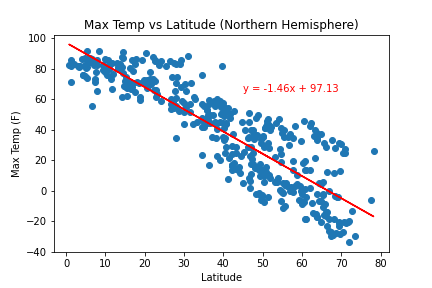 Max Temp vs Latitude (Northern Hemisphere)
100
80
60
40
20
0
−20
−40
Max Temp (F)
y = -1.46x + 97.13
0 10 20 30 40 50 60 70 80
Latitude